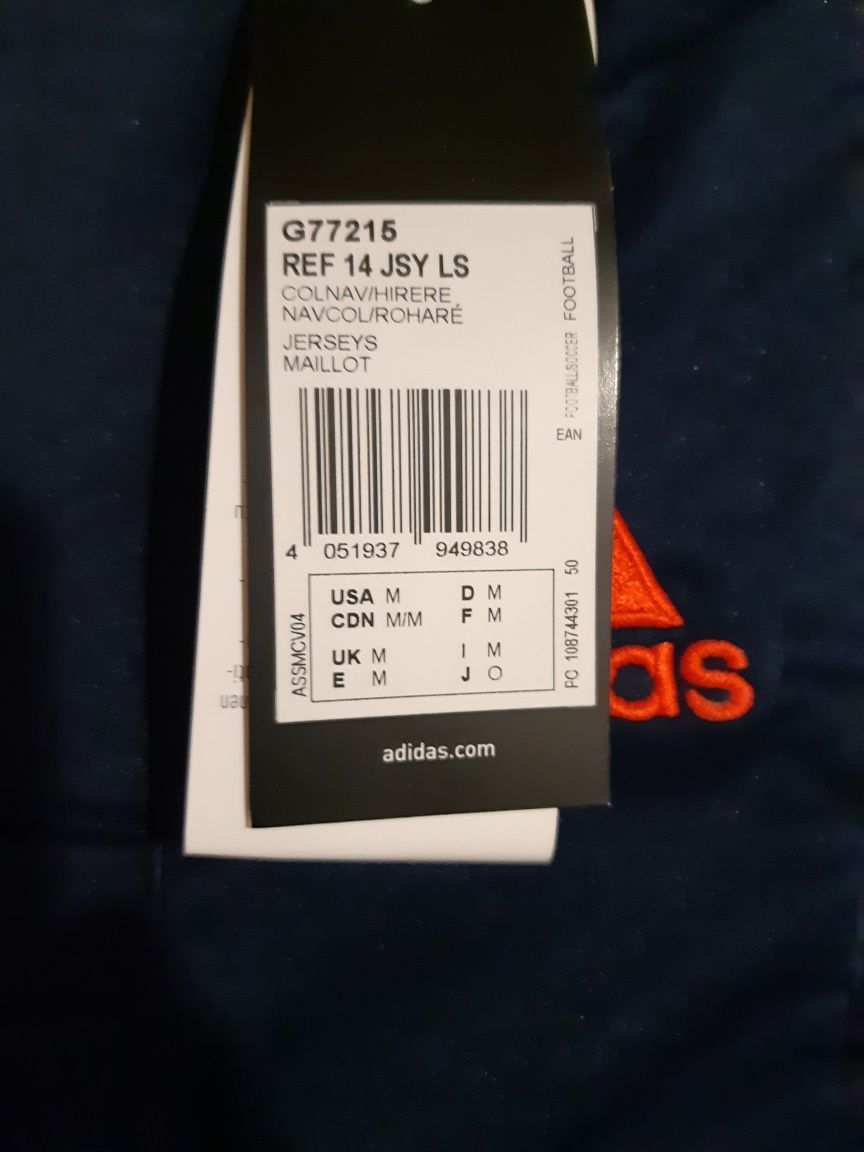 G77215
REF 14 JSY LS
COLNAV/HIRERE
NAVCOL/ROHARÉ
JERSEYS
MAILLOT
FOOTBALL/SOCCER FOOTBALL
EAN
4 051937 949838
ASSMCV04
USA M D M
CDN M/M F M
UK M I M
E M J O
PC 108744301 50
adidas.com
as